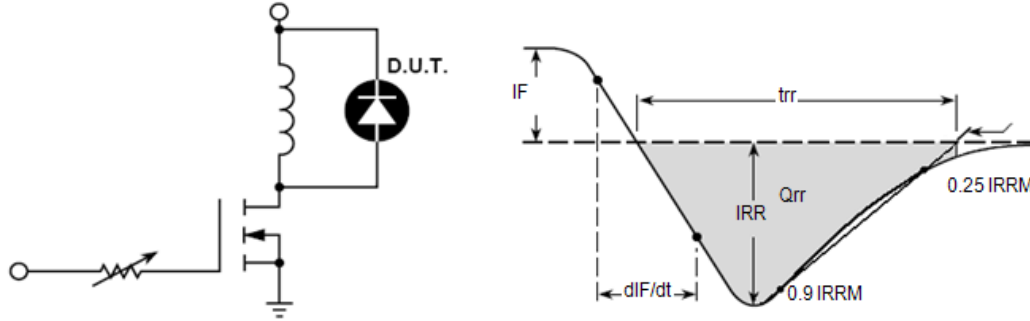 D.U.T.
IF
trr
Qrr
IRR
0.25 IRRM
dIF/dt
0.9 IRRM